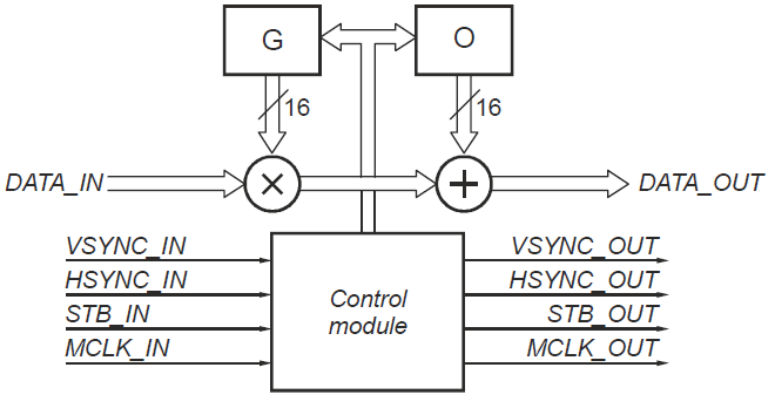 G
O
16
16
×
+
DATA_IN
DATA_OUT
VSYNC_IN
HSYNC_IN
STB_IN
MCLK_IN
Control
module
VSYNC_OUT
HSYNC_OUT
STB_OUT
MCLK_OUT